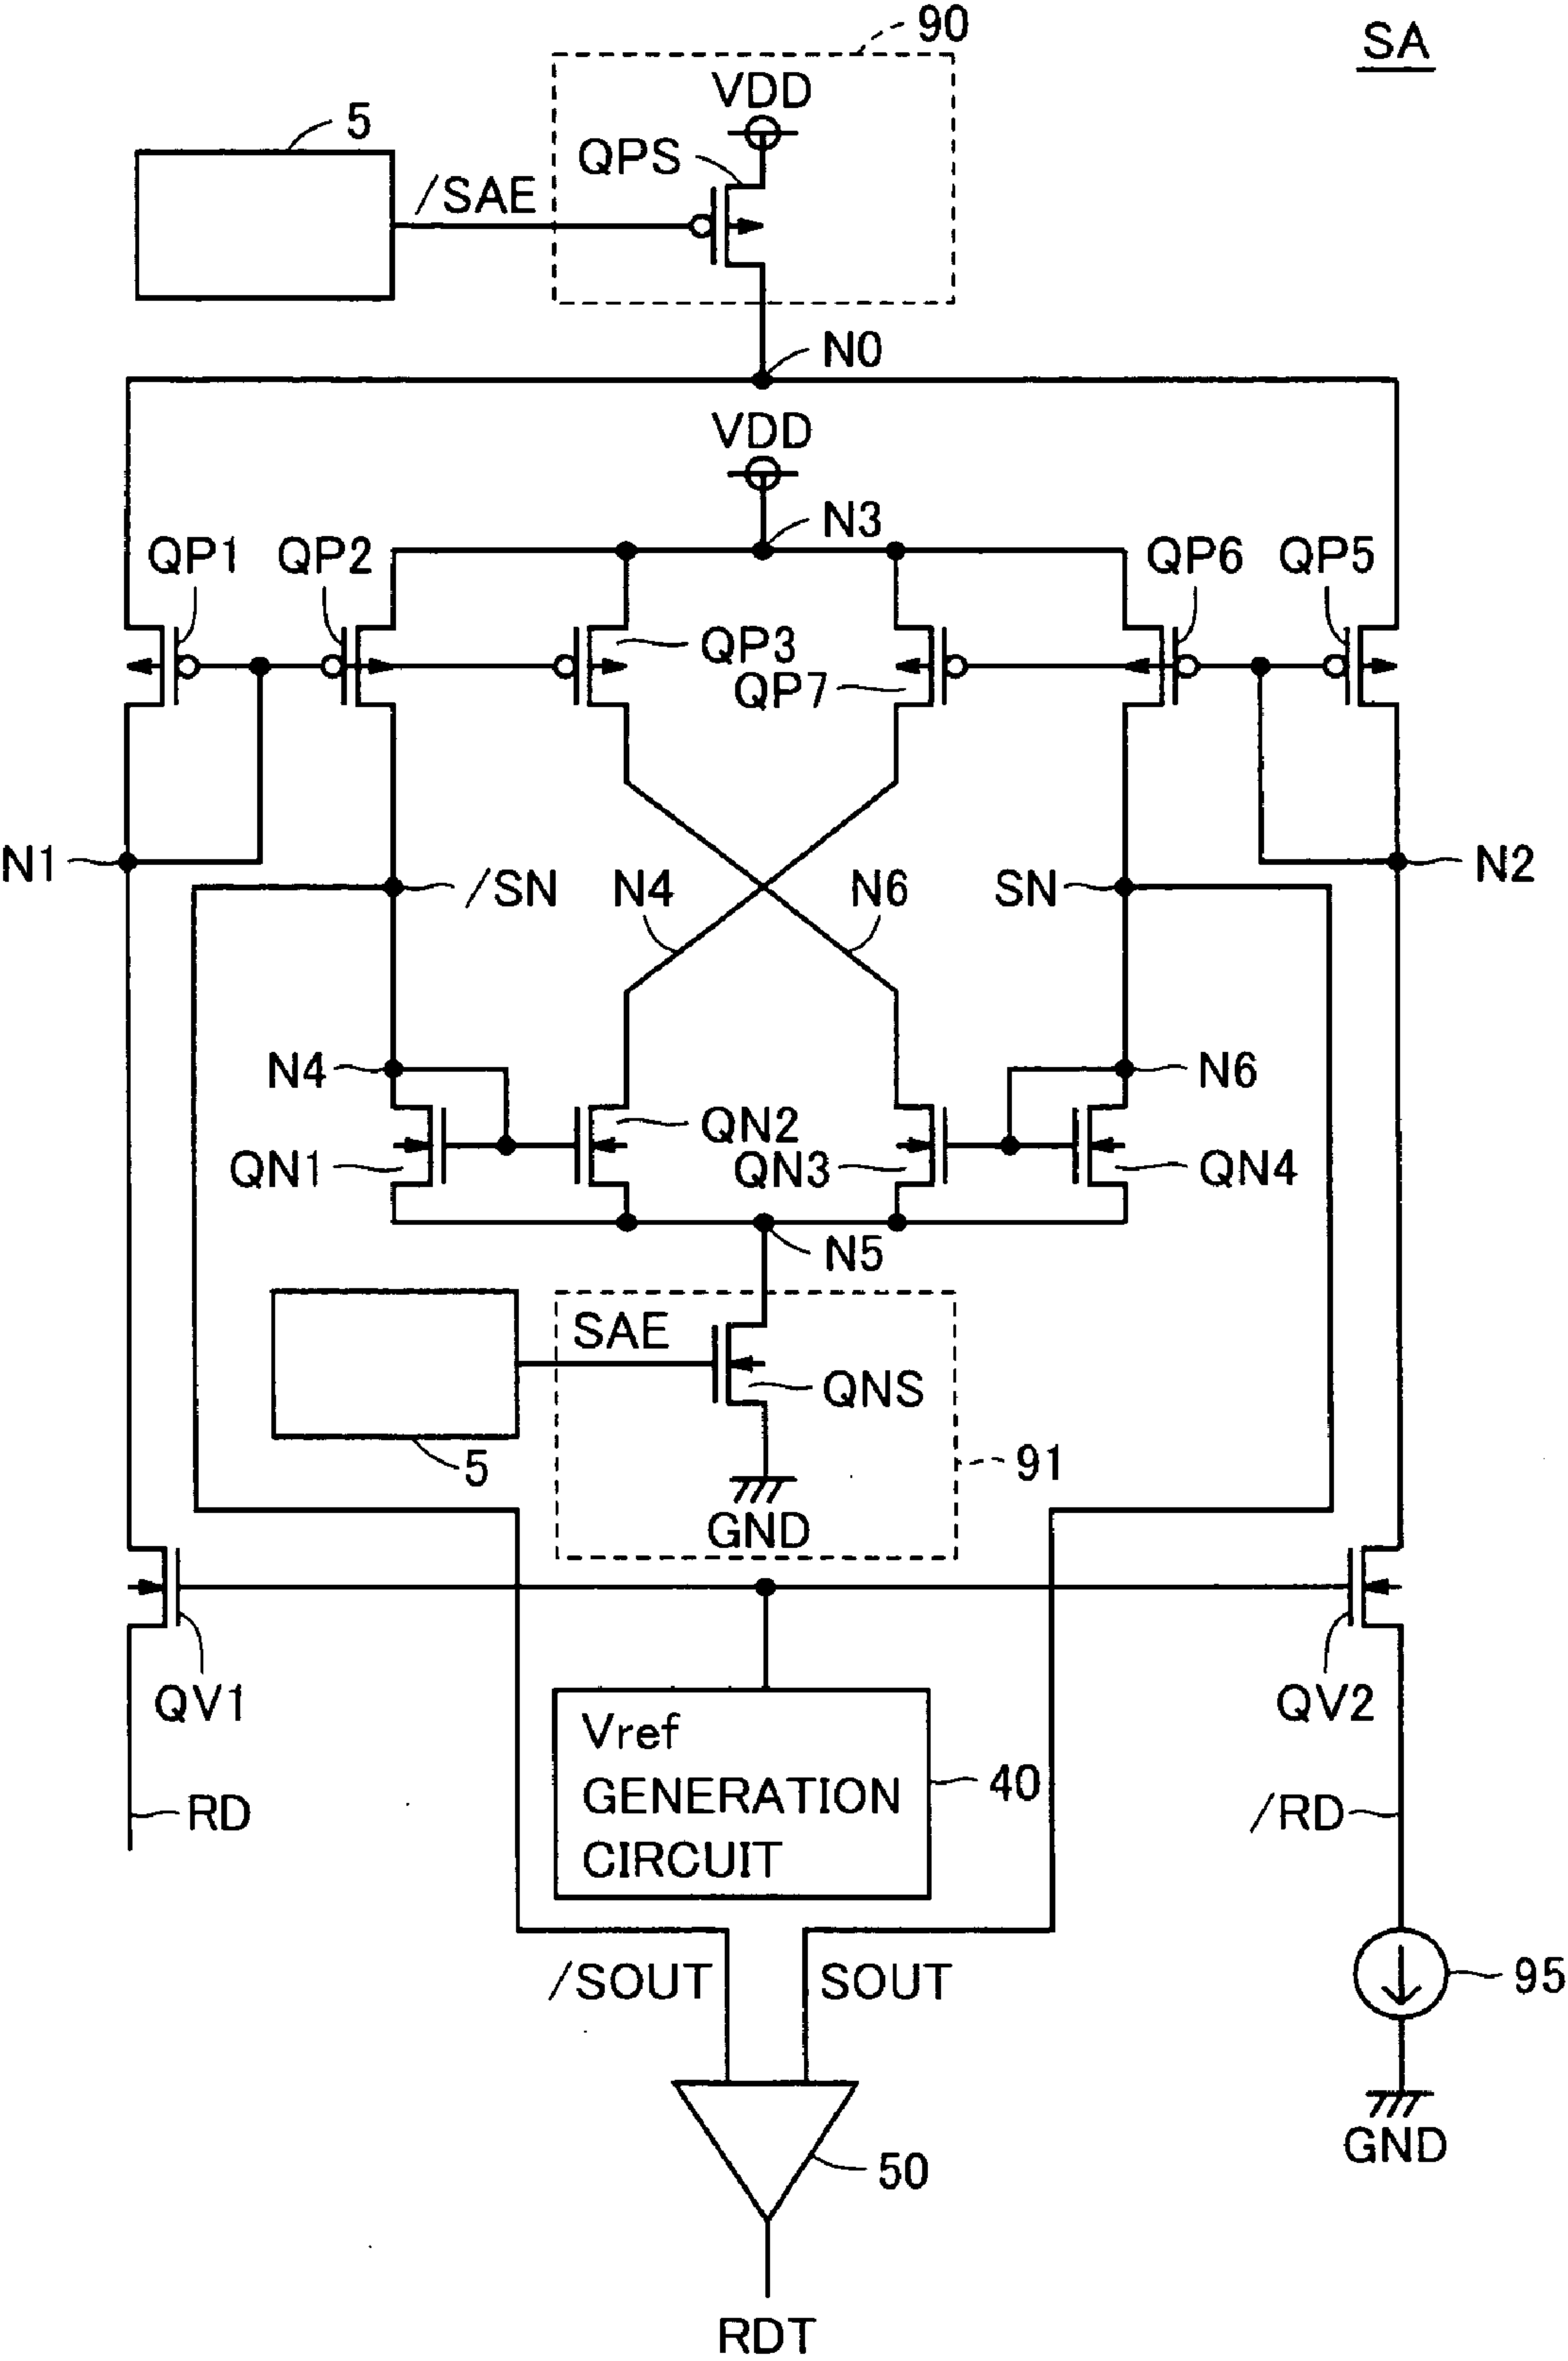 90
SA
VDD
5
QPS
/SAE
N0
VDD
N3
QP1
QP2
QP6
QP5
QP3
QP7
N1
/SN
N4
N6
SN
N2
N4
N6
QN2
QN1
QN3
QN4
N5
SAE
QNS
5
91
GND
QV1
QV2
Vref
GENERATION
CIRCUIT
40
RD
/RD
/SOUT
SOUT
95
50
GND
RDT